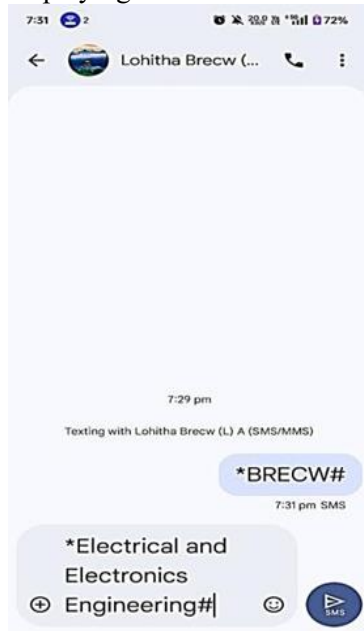 7:31 2 72%
Lohitha Brecw (...
7:29 pm
Texting with Lohitha Brecw (L) A (SMS/MMS)
*BRECW#
7:31 pm SMS
*Electrical and
Electronics
Engineering#
SMS